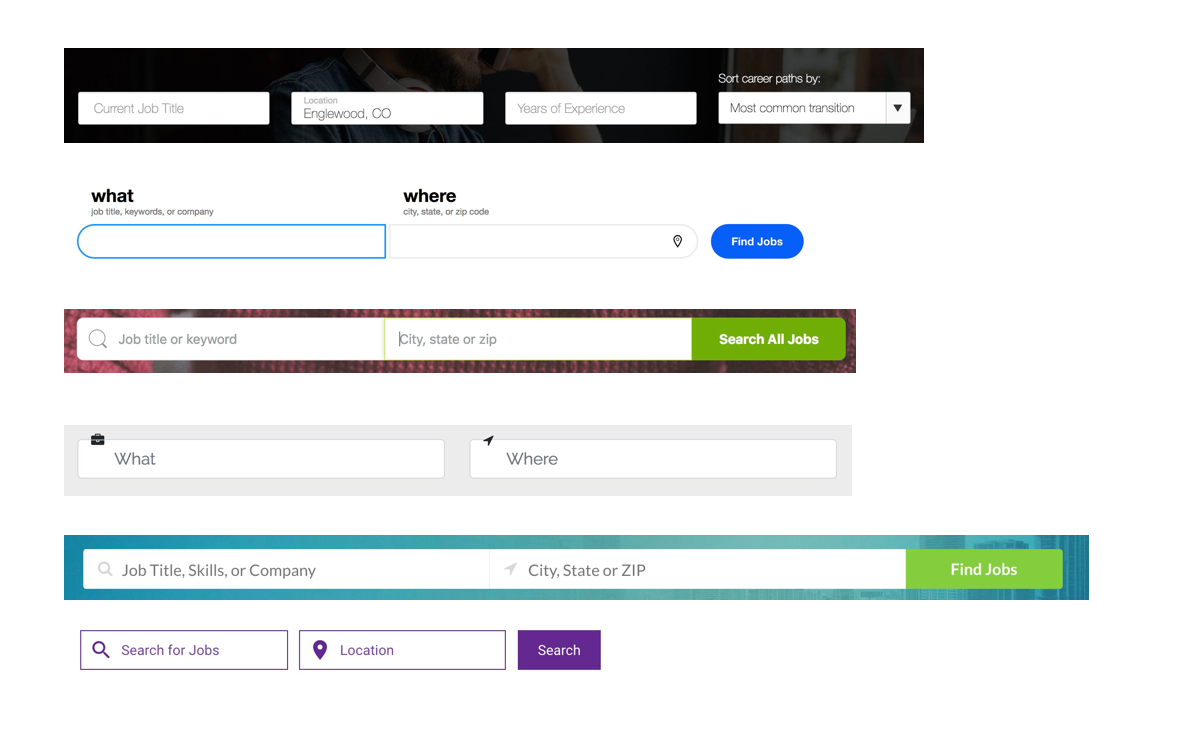 Sort career paths by:
Current Job Title
Location
Englewood, CO
Years of Experience
Most common transition
what
where
job title, keywords, or company
city, state, or zip code
Find Jobs
Job title or keyword
City, state or zip
Search All Jobs
What
Where
Job Title, Skills, or Company
City, State or ZIP
Find Jobs
Search for Jobs
Location
Search